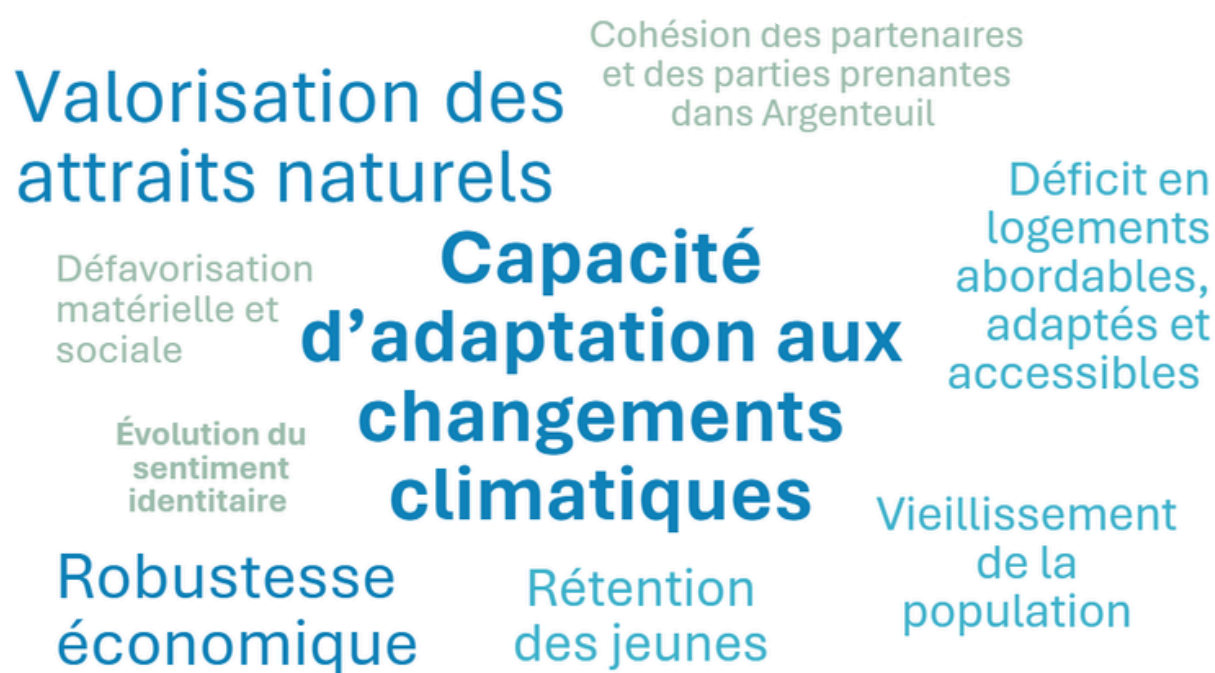 Cohésion des partenaires
et des parties prenantes
dans Argenteuil
Valorisation des
attraits naturels
Déficit en
logements
abordables,
adaptés et
accessibles
Capacité
d’adaptation aux
changements
climatiques
Défavorisation
matérielle et
sociale
Évolution du
sentiment
identitaire
Vieillissement
de la
population
Robustesse
économique
Rétention
des jeunes